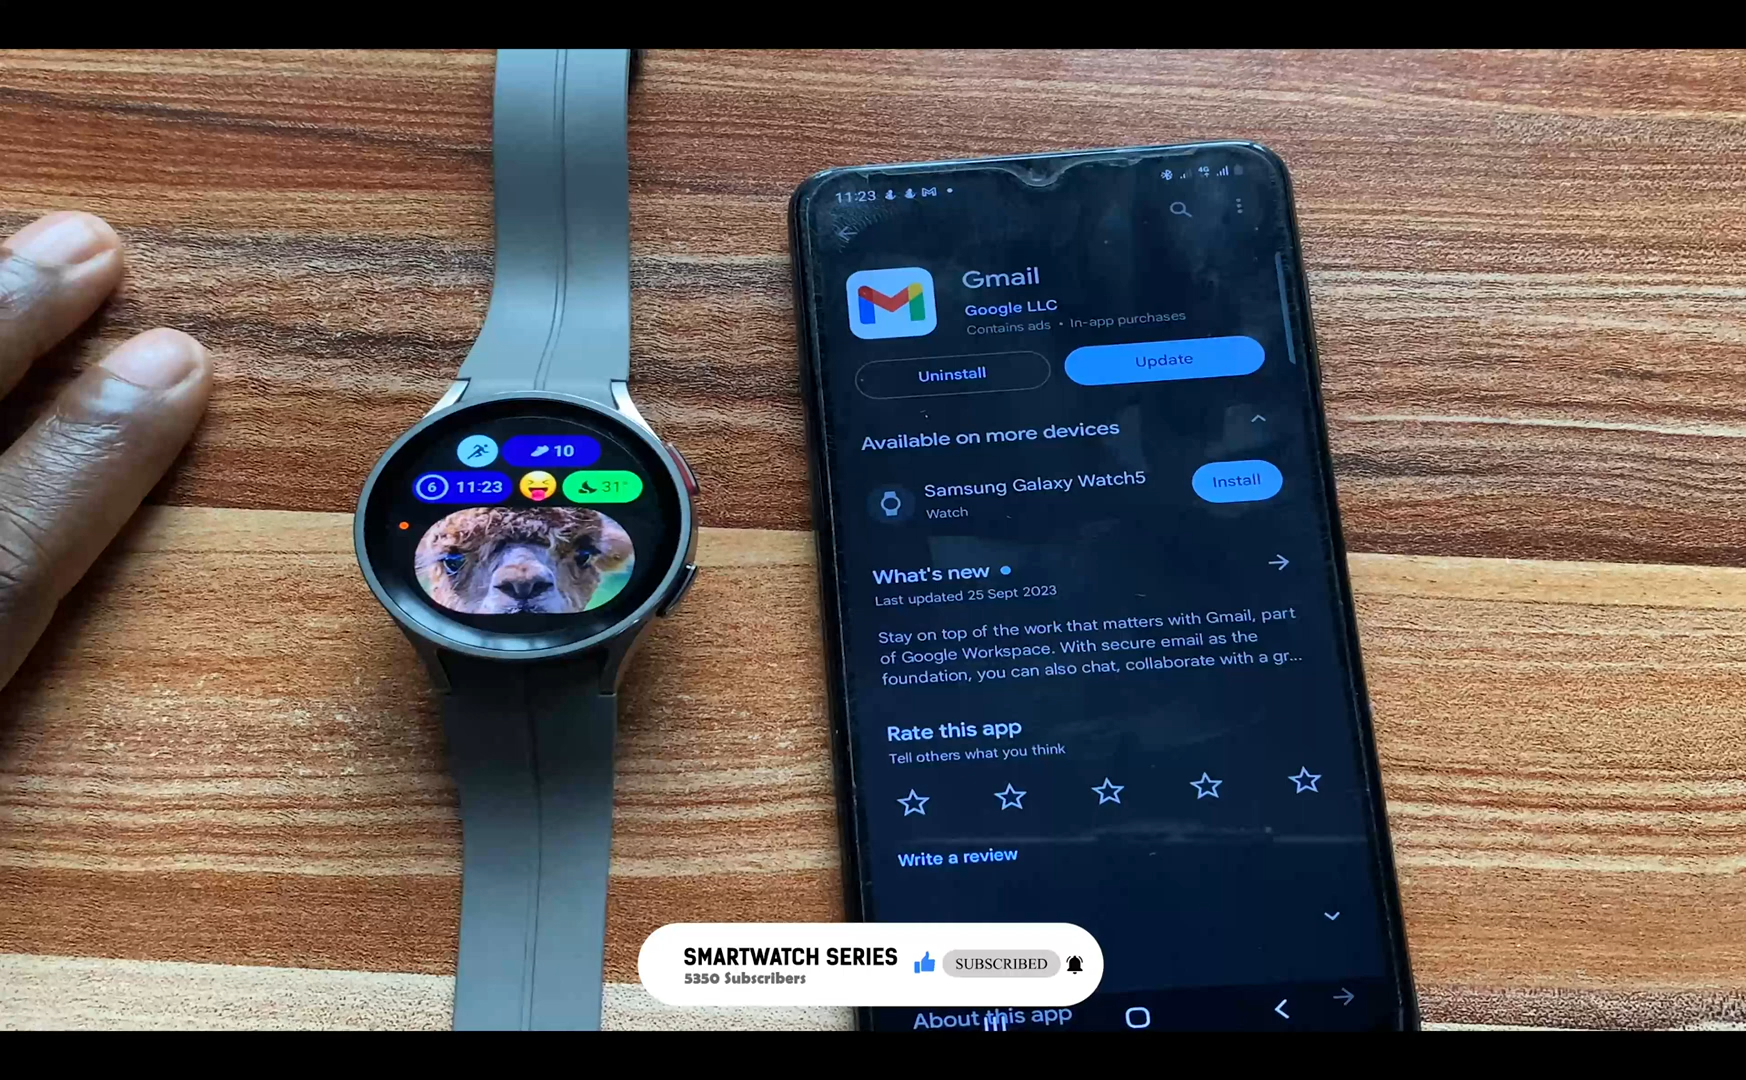 10
6 11:23
31°
11:23
4G
Gmail
Google LLC
Contains ads • In-app purchases
Uninstall
Update
Available on more devices
Samsung Galaxy Watch5
Watch
Install
What's new
Last updated 25 Sept 2023
Stay on top of the work that matters with Gmail, part
of Google Workspace. With secure email as the
foundation, you can also chat, collaborate with a gr...
Rate this app
Tell others what you think
Write a review
About this app
SMARTWATCH SERIES
5350 Subscribers
SUBSCRIBED